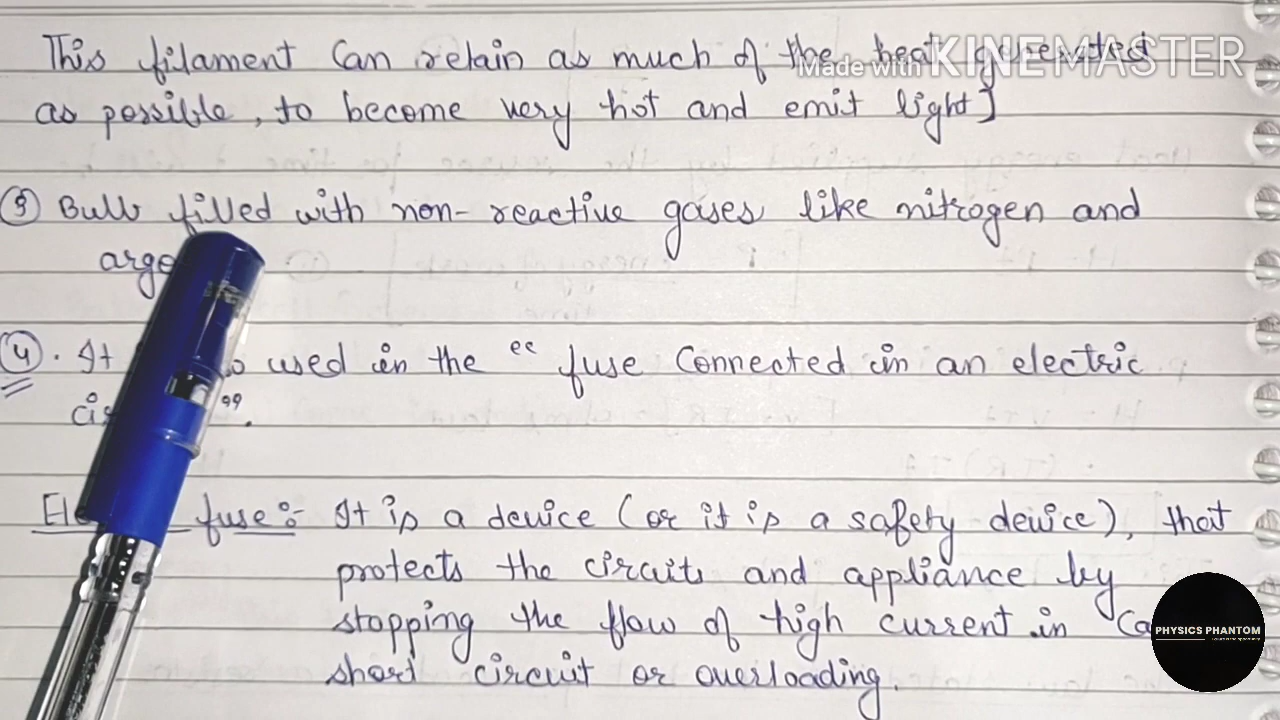 This filament Can retain as much of the heat generated
Made with KINEMASTER
as possible, to become very hot and emit light]
③ Bulb filled with non-reactive gases like nitrogen and
④. It used in the " fuse Connected in an electric
".
fuse:- It is a device (or it is a safety device), that
protects the circuits and appliance by
stopping the flow of high current in
short circuit or overloading.
PHYSICS PHANTOM